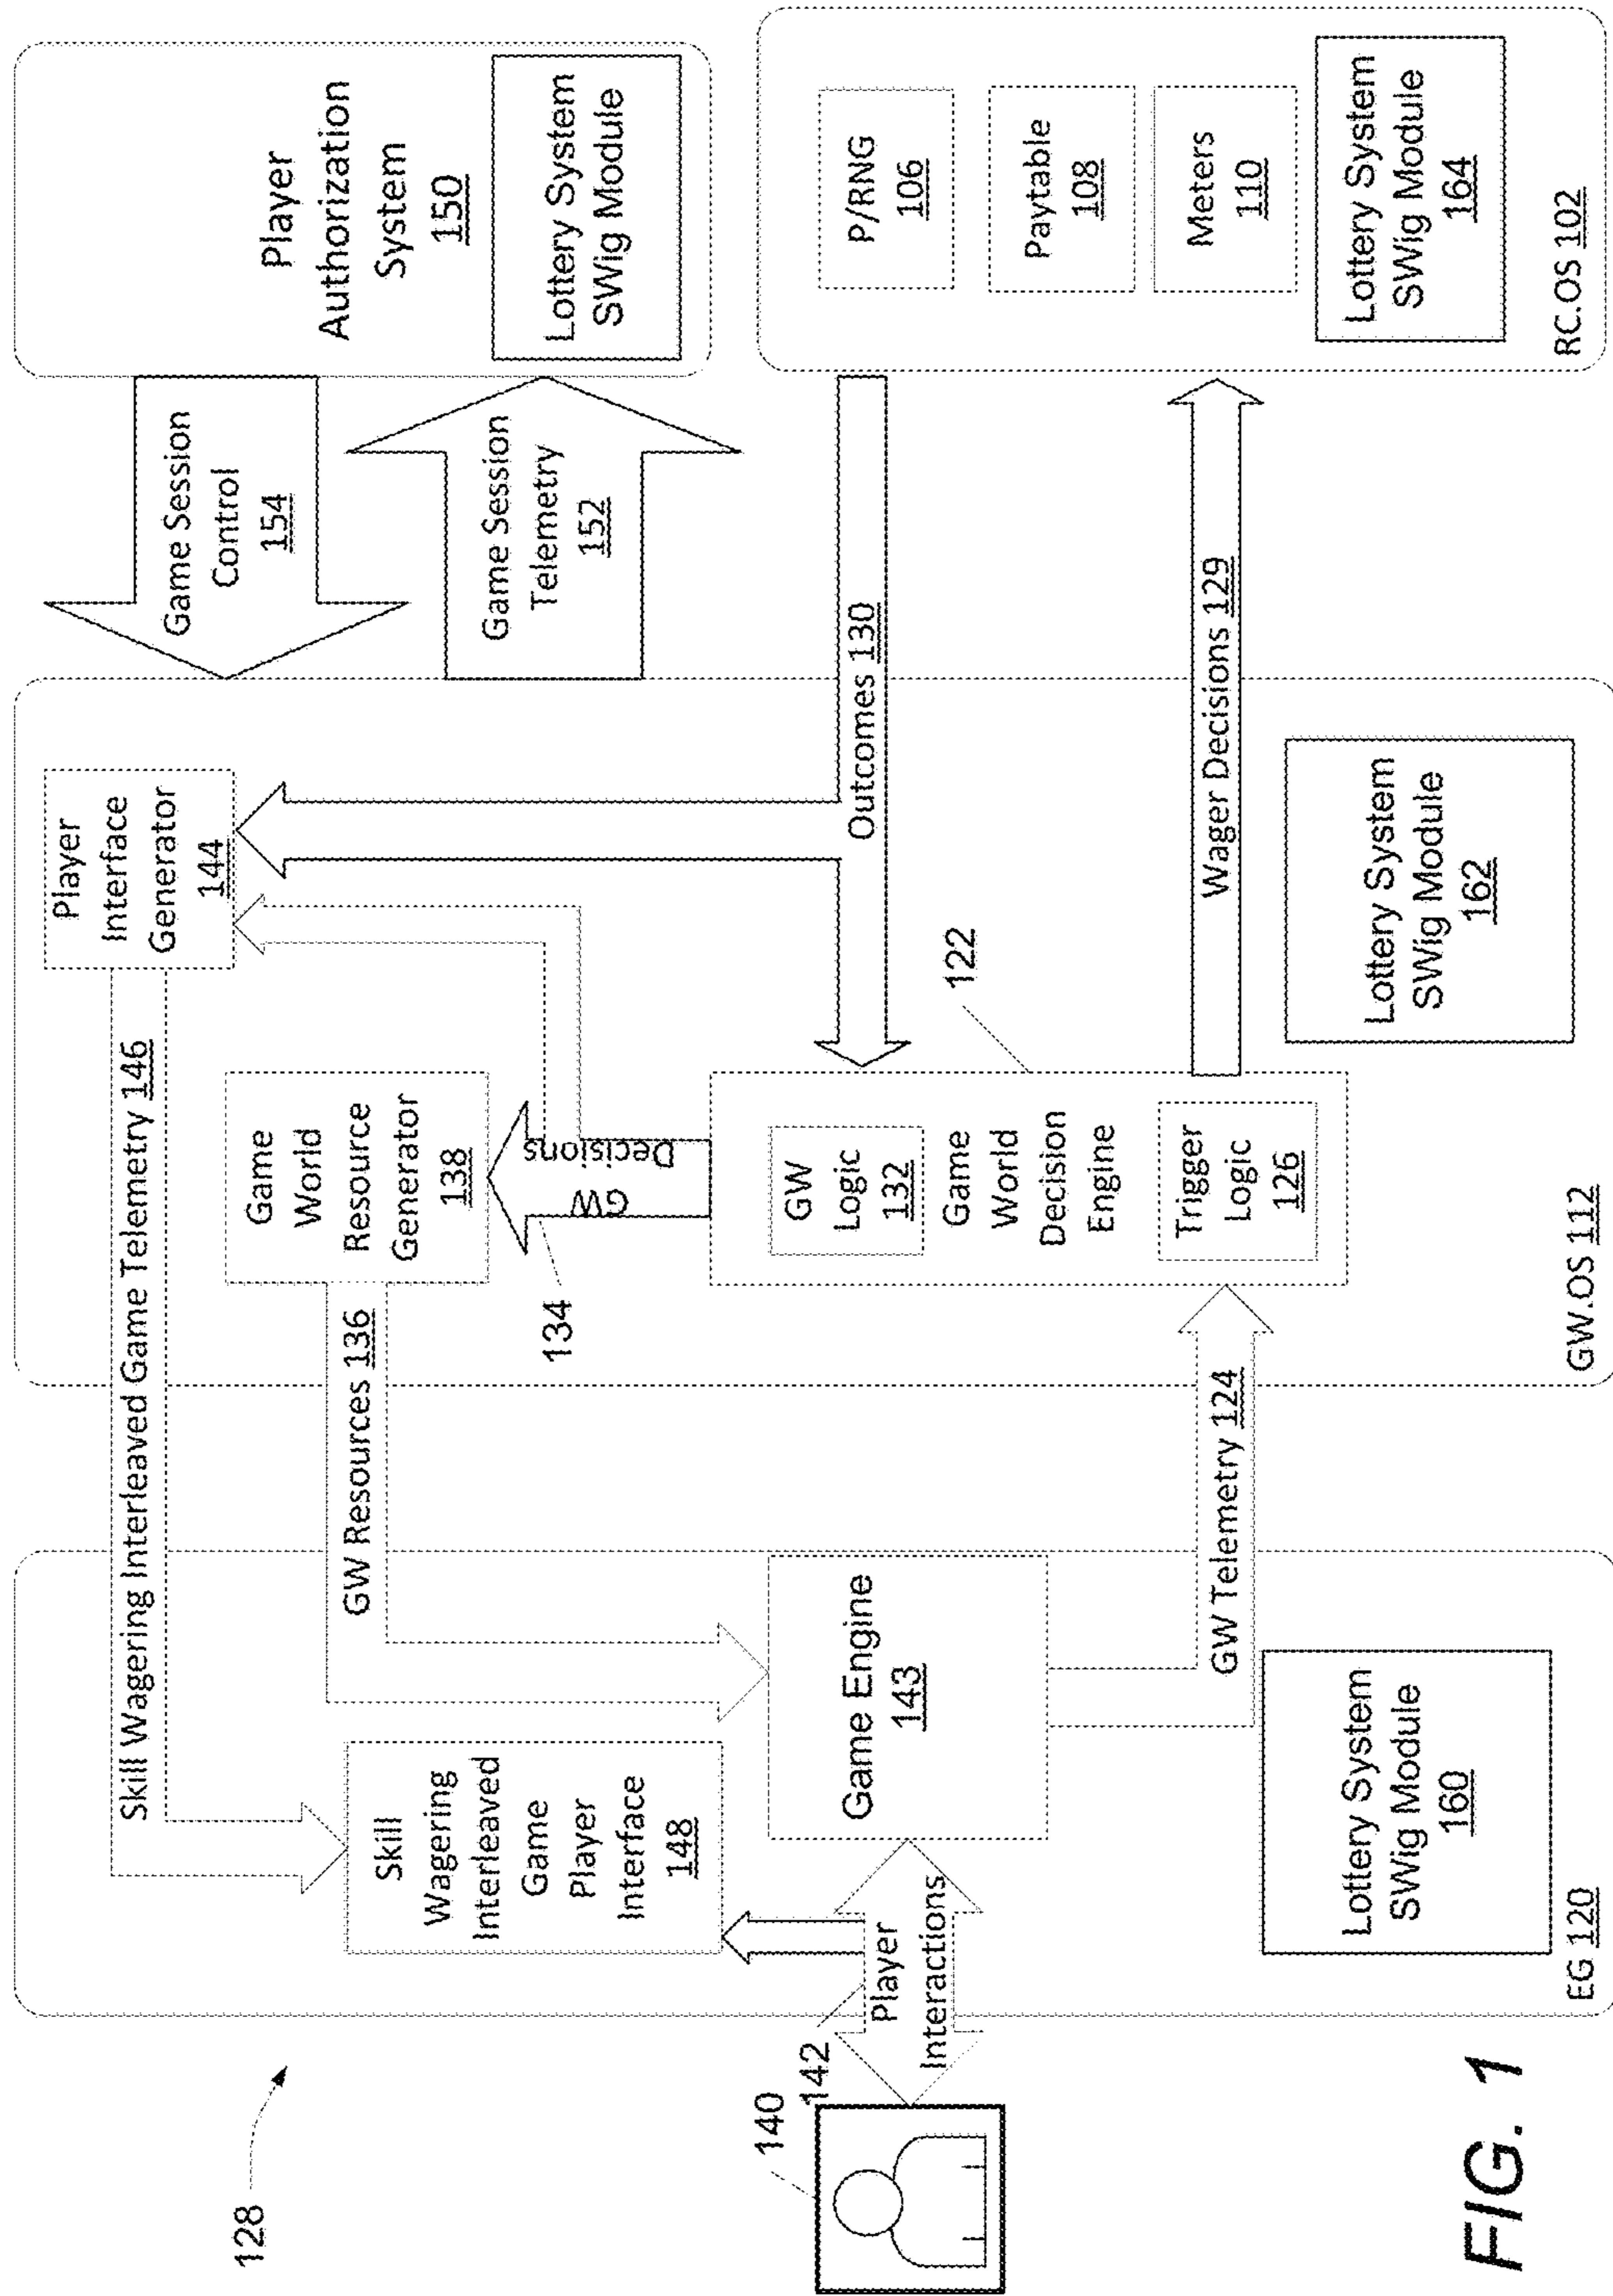 128
140
142
Player
Interactions
Skill
Wagering
Interleaved
Game
Player
Interface
148
Game Engine
143
Lottery System
SWig Module
160
EG 120
Skill Wagering Interleaved Game Telemetry 146
GW Resources 136
GW Telemetry 124
Player
Interface
Generator
144
Game
World
Resource
Generator
138
134
GW
Decisions
GW
Logic
132
Game
World
Decision
Engine
Trigger
Logic
126
122
Lottery System
SWig Module
162
GW.OS 112
Game Session
Control
154
Game Session
Telemetry
152
Outcomes 130
Wager Decisions 129
Player
Authorization
System
150
Lottery System
SWig Module
P/RNG
106
Paytable
108
Meters
110
Lottery System
SWig Module
164
RC.OS 102
FIG. 1